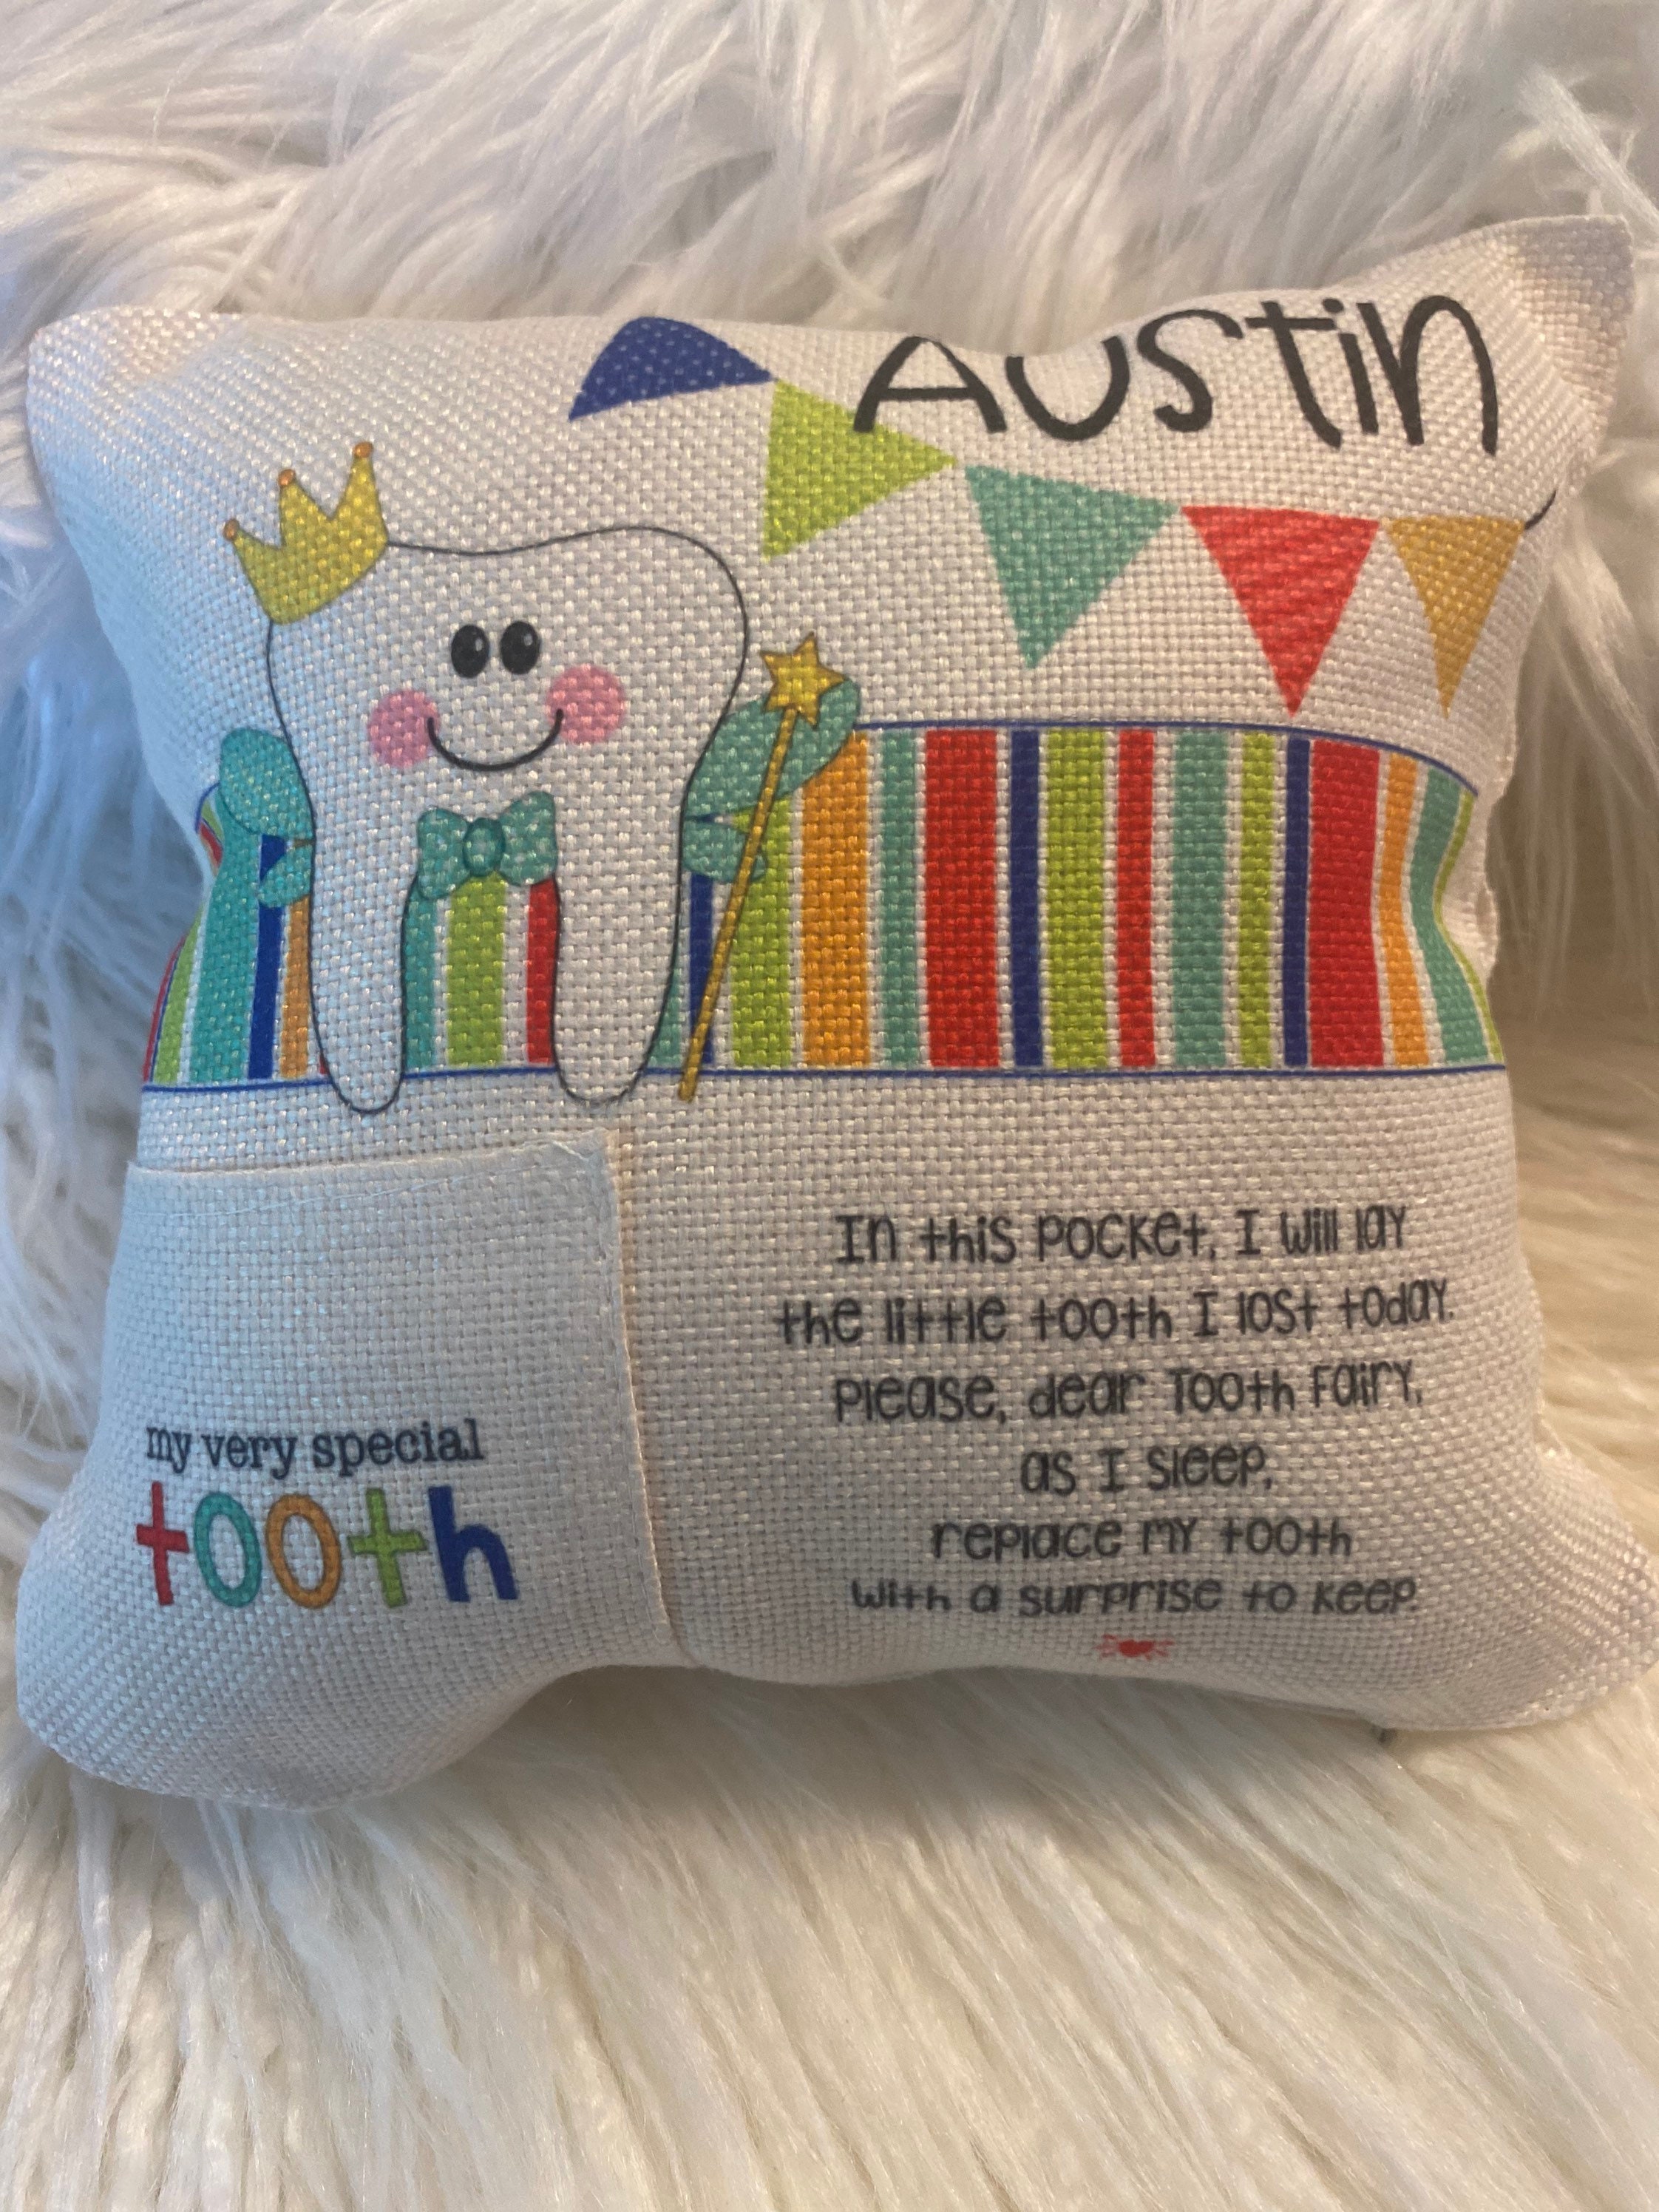 Austin
In this pocket, I will lay
the little tooth I lost today.
Please, dear Tooth Fairy,
as I sleep,
replace my tooth
with a surprise to keep.
my very special
tooth